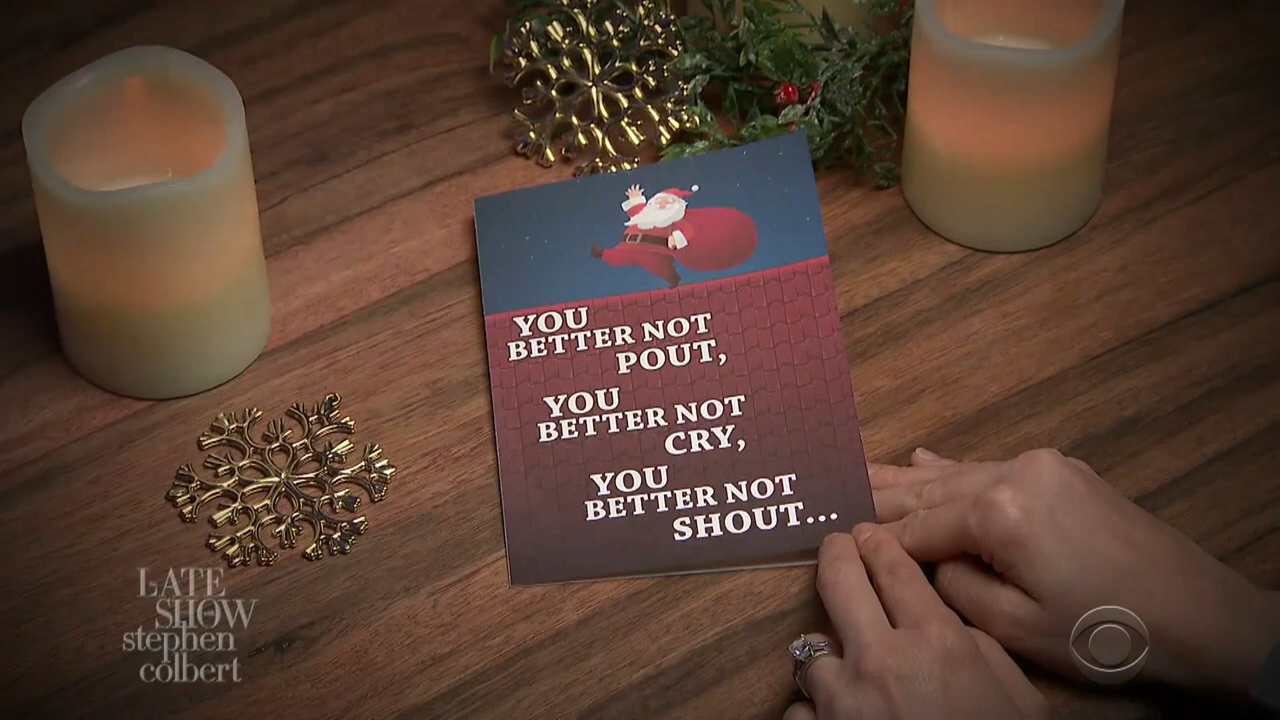 YOU
BETTER NOT
POUT,
YOU
BETTER NOT
CRY,
YOU
BETTER NOT
SHOUT...
LATE
SHOW
stephen
colbert